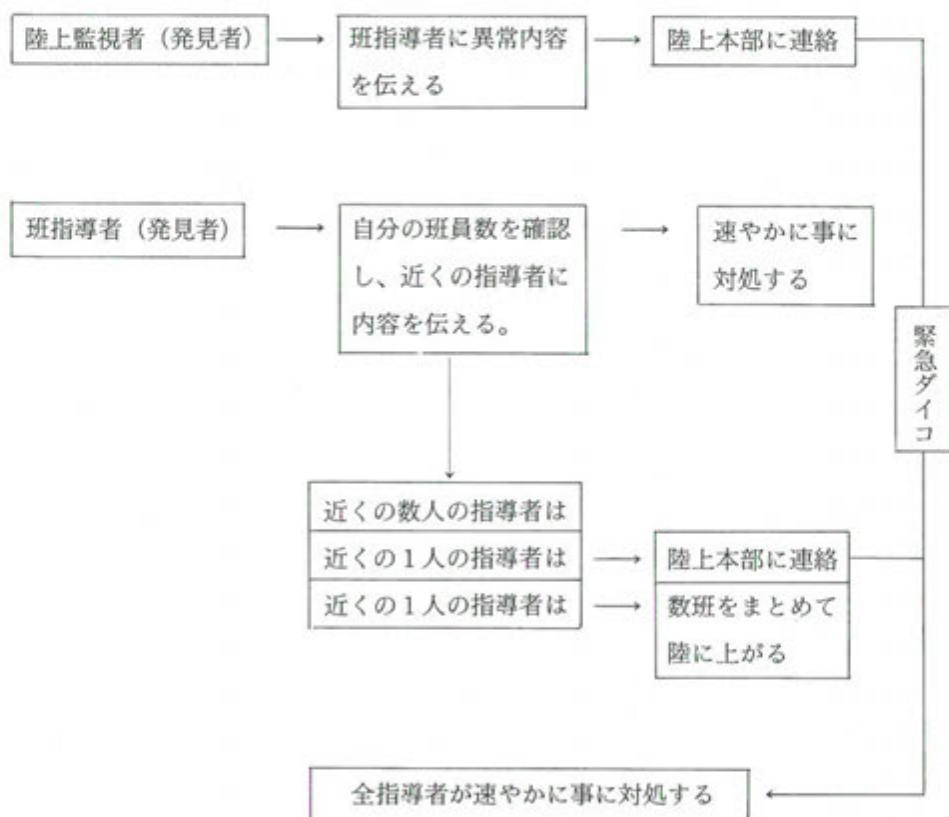 陸上監視者（発見者）
班指導者に異常内容
を伝える
陸上本部に連絡
班指導者（発見者）
自分の班員数を確認
し、近くの指導者に
内容を伝える。
速やかに事に
対処する
緊急ダイコ
近くの数人の指導者は
近くの１人の指導者は
陸上本部に連絡
近くの１人の指導者は
数班をまとめて
陸に上がる
全指導者が速やかに事に対処する